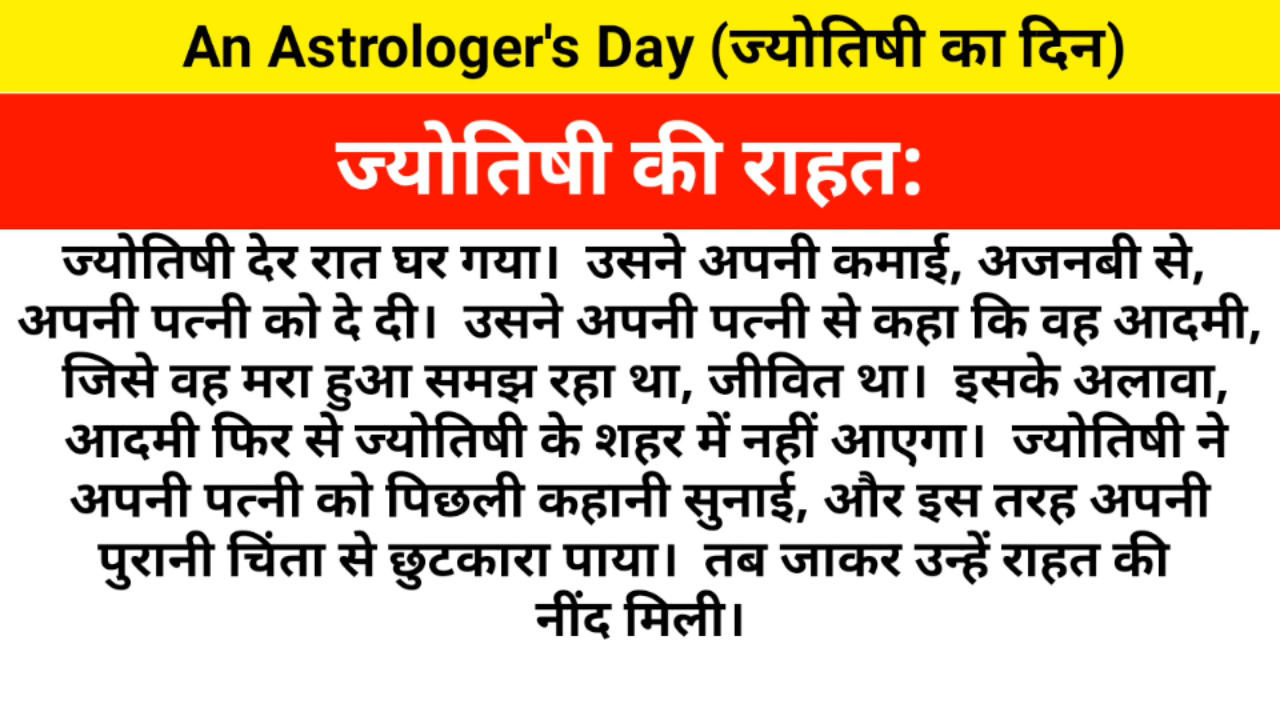 An Astrologer's Day (ज्योतिषी का दिन)
ज्योतिषी की राहत:
ज्योतिषी देर रात घर गया। उसने अपनी कमाई, अजनबी से,
अपनी पत्नी को दे दी। उसने अपनी पत्नी से कहा कि वह आदमी,
जिसे वह मरा हुआ समझ रहा था, जीवित था। इसके अलावा,
आदमी फिर से ज्योतिषी के शहर में नहीं आएगा। ज्योतिषी ने
अपनी पत्नी को पिछली कहानी सुनाई, और इस तरह अपनी
पुरानी चिंता से छुटकारा पाया। तब जाकर उन्हें राहत की
नींद मिली।